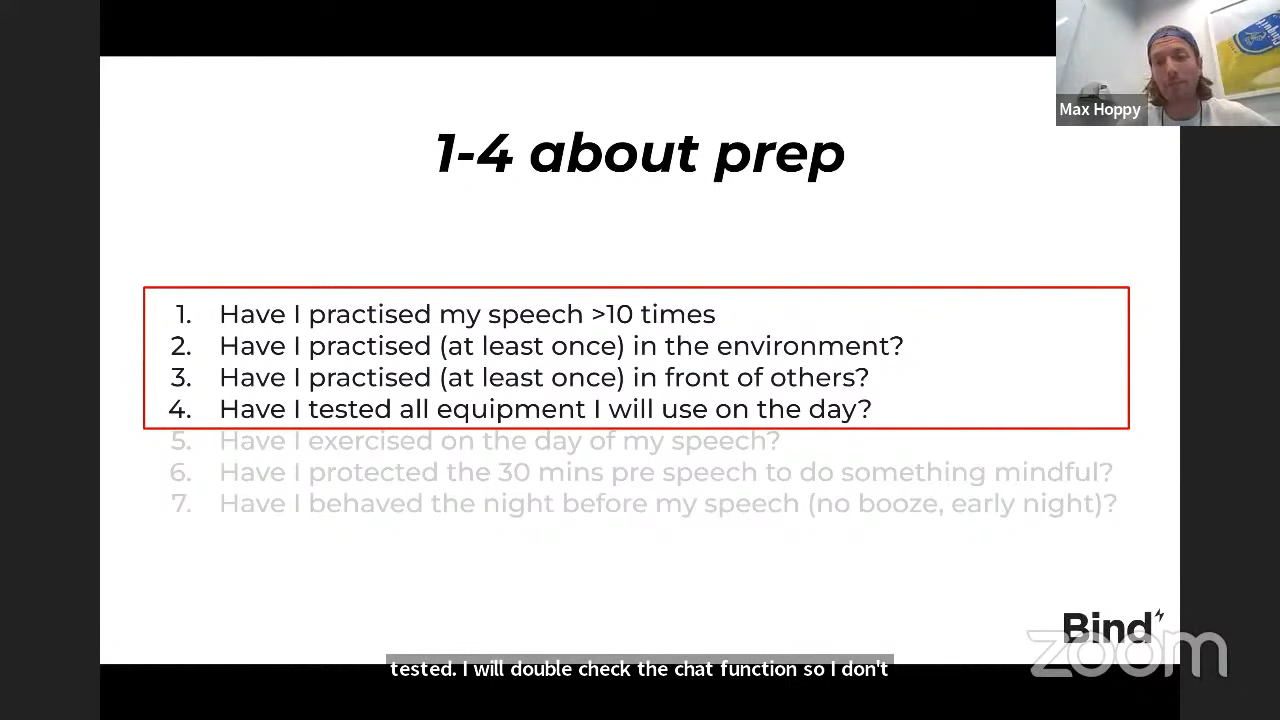 Max Hoppy
1-4 about prep
1. Have I practised my speech >10 times
2. Have I practised (at least once) in the environment?
3. Have I practised (at least once) in front of others?
4. Have I tested all equipment I will use on the day?
5. Have I exercised on the day of my speech?
6. Have I protected the 30 mins pre speech to do something mindful?
7. Have I behaved the night before my speech (no booze, early night)?
Bind
zoom
tested. I will double check the chat function so I don't